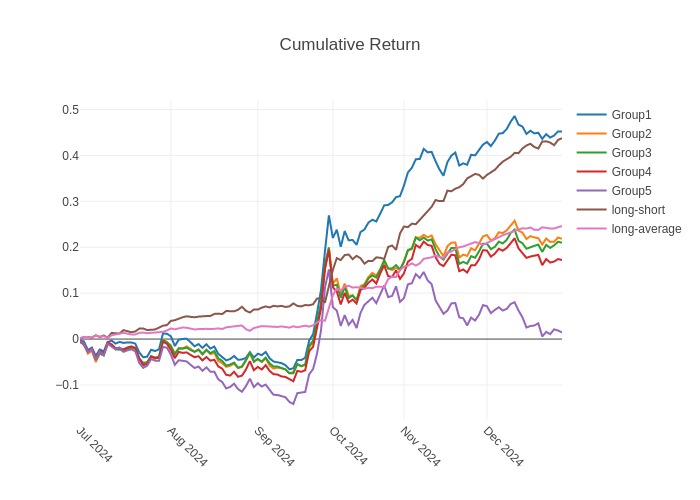 Cumulative Return
0.5
0.4
0.3
0.2
0.1
0
−0.1
Jul 2024
Aug 2024
Sep 2024
Oct 2024
Nov 2024
Dec 2024
Group1
Group2
Group3
Group4
Group5
long-short
long-average